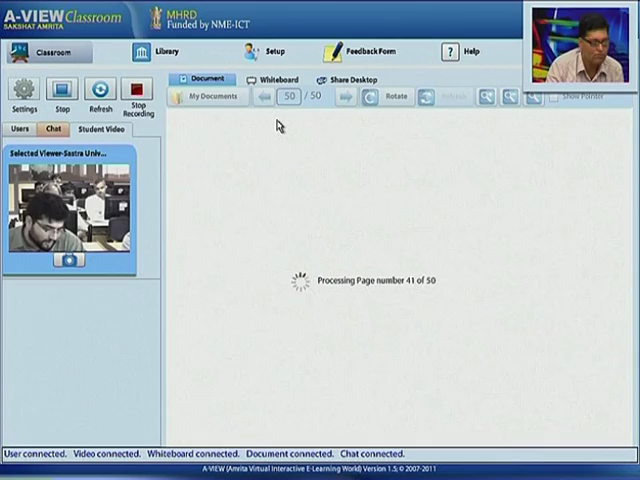 A-VIEW Classroom
SAKSHAT AMRITA
MHRD
Funded by NME-ICT
Classroom
Library
Setup
Feedback Form
? Help
Settings
Stop
Refresh
Stop Recording
Document
Whiteboard
Share Desktop
My Documents
50 / 50
Rotate
Refresh
Show Pointer
Users
Chat
Student Video
Selected Viewer-Sastra Univ...
Processing Page number 41 of 50
User connected. Video connected. Whiteboard connected. Document connected. Chat connected.
A-VIEW (Amrita Virtual Interactive E-Learning World) Version 1.5; © 2007-2011